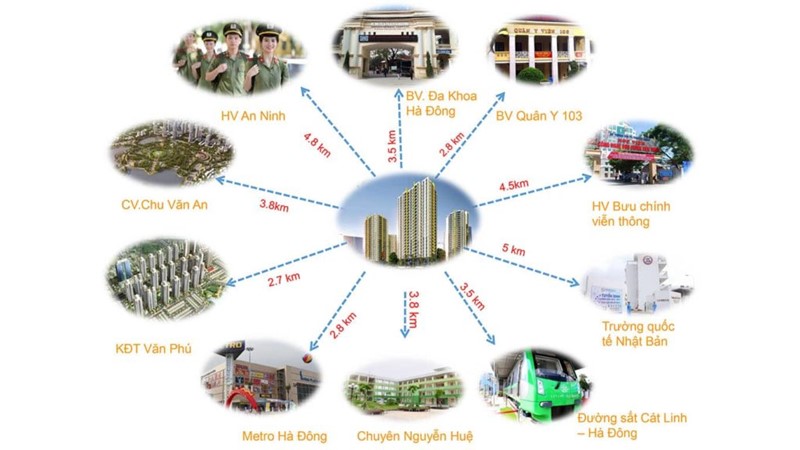 QUÂN Y VIỆN 103
HV An Ninh
BV. Đa Khoa
Hà Đông
BV Quân Y 103
4.8 km
3.5 km
2.8 km
CV.Chu Văn An
3.8km
4.5km
HV Bưu chính
viễn thông
2.7 km
5 km
KĐT Văn Phú
2.8 km
3.8 km
3.5 km
Trường quốc
tế Nhật Bản
Metro Hà Đông
Chuyên Nguyễn Huệ
Đường sắt Cát Linh
– Hà Đông